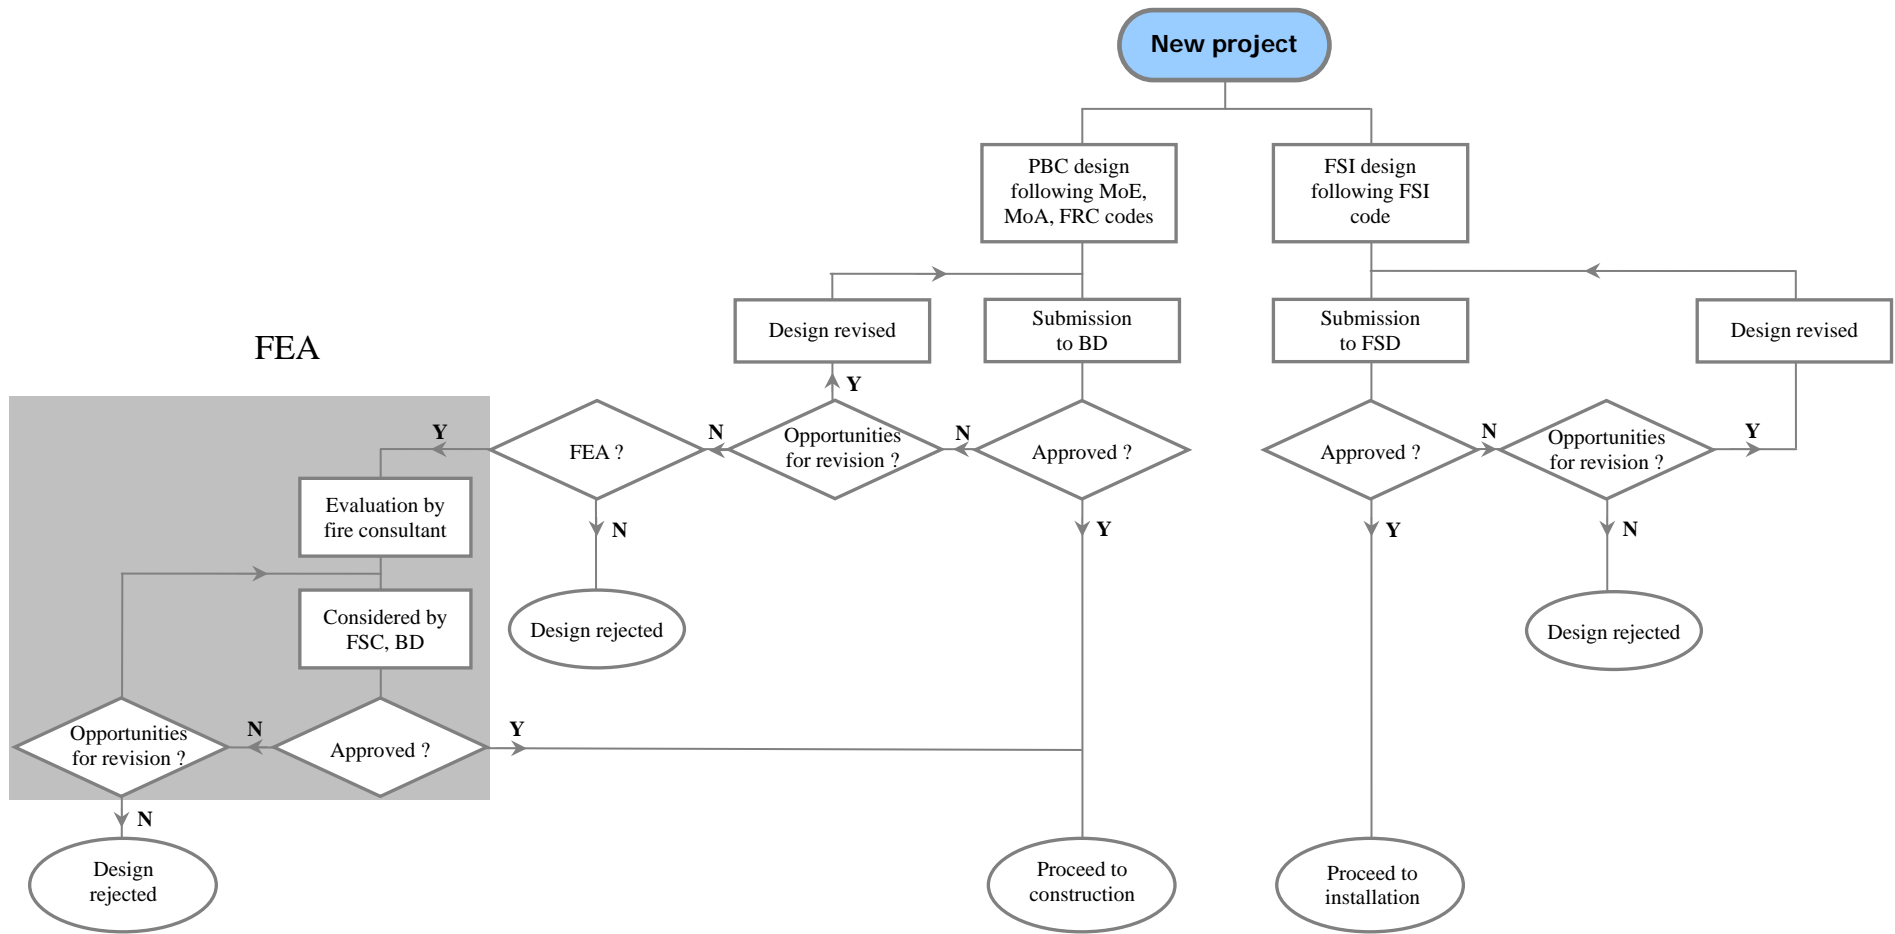 New project
PBC design
following MoE,
MoA, FRC codes
FSI design
following FSI
code
Design revised
Submission
to BD
Submission
to FSD
Design revised
FEA
Y
Y
N
FEA ?
N
Opportunities
for revision ?
N
Approved ?
Approved ?
N
Opportunities
for revision ?
Y
Evaluation by
fire consultant
N
Y
Y
N
Considered by
FSC, BD
Design rejected
Design rejected
Opportunities
for revision ?
N
Approved ?
Y
N
Design
rejected
Proceed to
construction
Proceed to
installation